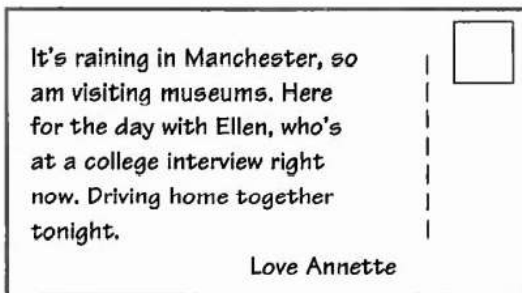 It's raining in Manchester, so
am visiting museums. Here
for the day with Ellen, who's
at a college interview right
now. Driving home together
tonight.
Love Annette